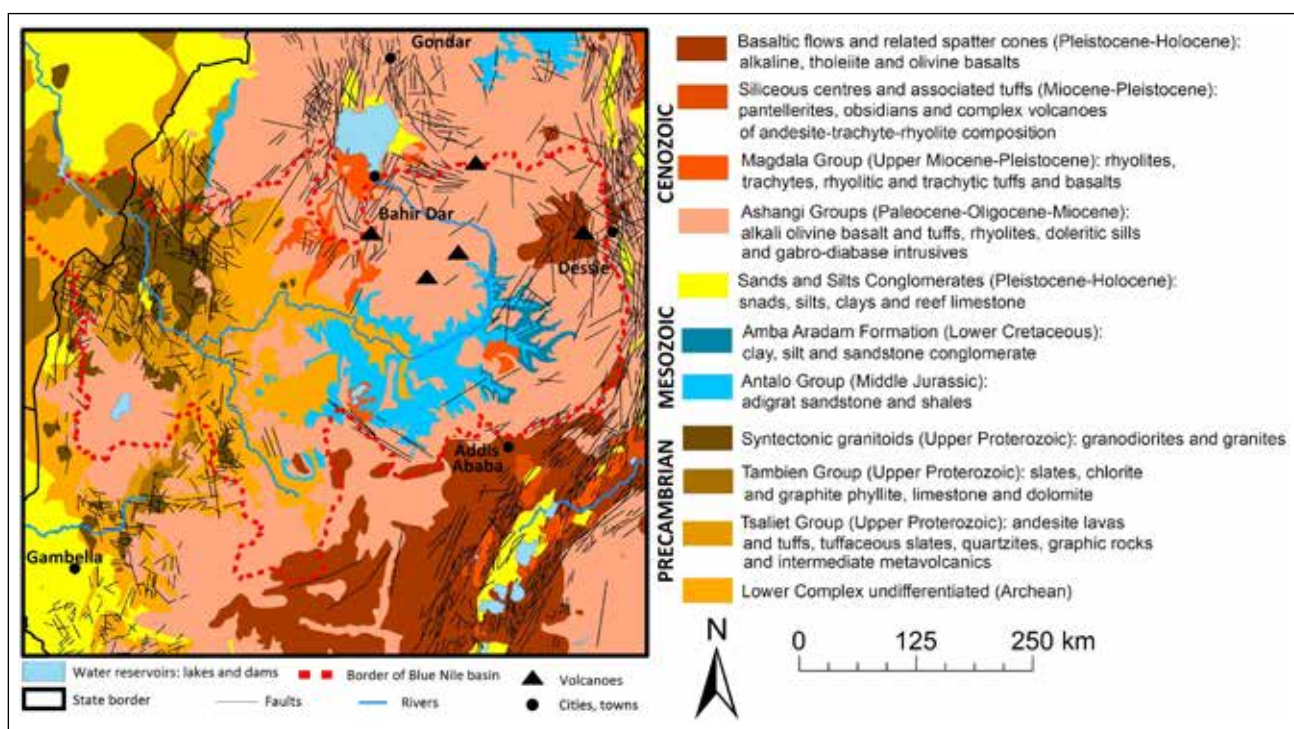 Gondar
Bahir Dar
Dessie
Addis
Ababa
Gambella
CENOZOIC
MESOZOIC
PRECAMBRIAN
Basaltic flows and related spatter cones (Pleistocene-Holocene):
alkaline, tholeiite and olivine basalts
Siliceous centres and associated tuffs (Miocene-Pleistocene):
pantellerites, obsidians and complex volcanoes
of andesite-trachyte-rhyolite composition
Magdala Group (Upper Miocene-Pleistocene): rhyolites,
trachytes, rhyolitic and trachytic tuffs and basalts
Ashangi Groups (Paleocene-Oligocene-Miocene):
alkali olivine basalt and tuffs, rhyolites, doleritic sills
and gabro-diabase intrusives
Sands and Silts Conglomerates (Pleistocene-Holocene):
snads, silts, clays and reef limestone
Amba Aradam Formation (Lower Cretaceous):
clay, silt and sandstone conglomerate
Antalo Group (Middle Jurassic):
adigrat sandstone and shales
Syntectonic granitoids (Upper Proterozoic): granodiorites and granites
Tambien Group (Upper Proterozoic): slates, chlorite
and graphite phyllite, limestone and dolomite
Tsaliet Group (Upper Proterozoic): andesite lavas
and tuffs, tuffaceous slates, quartzites, graphic rocks
and intermediate metavolcanics
Lower Complex undifferentiated (Archean)
N
0 125 250 km
Water reservoirs: lakes and dams
Border of Blue Nile basin
Volcanoes
State border
Faults
Rivers
Cities, towns